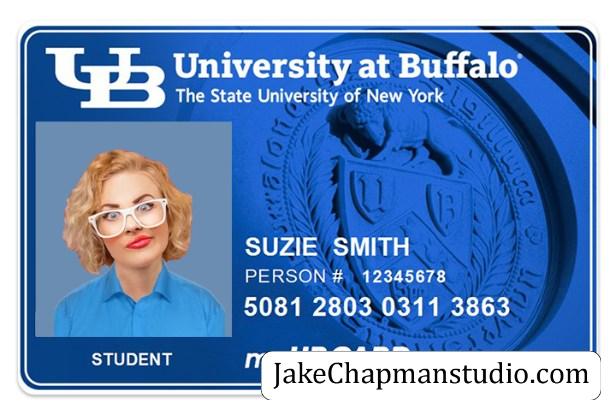 UB University at Buffalo
The State University of New York
SUZIE SMITH
PERSON # 12345678
5081 2803 0311 3863
STUDENT
JakeChapmanstudio.com